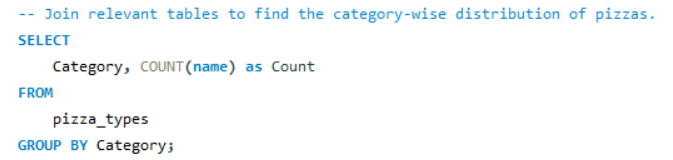 -- Join relevant tables to find the category-wise distribution of pizzas.
SELECT
    Category, COUNT(name) as Count
FROM
    pizza_types
GROUP BY Category;